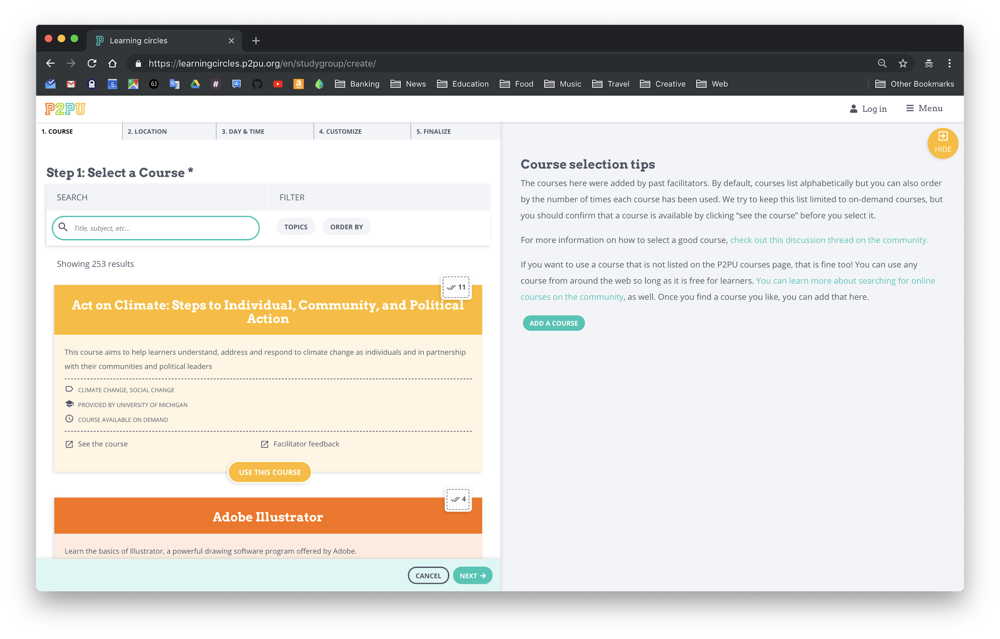 Learning circles
https://learningcircles.p2pu.org/en/studygroup/create/
5 GJ # a Banking News Education Food Music Travel Creative Web Other Bookmarks
P2PU
Log in Menu
1. COURSE 2. LOCATION 3. DAY & TIME 4. CUSTOMIZE 5. FINALIZE
Step 1: Select a Course *
SEARCH FILTER
Title, subject, etc...
TOPICS ORDER BY
Showing 253 results
11
Act on Climate: Steps to Individual, Community, and Political
Action
This course aims to help learners understand, address and respond to climate change as individuals and in partnership
with their communities and political leaders
CLIMATE CHANGE, SOCIAL CHANGE
PROVIDED BY UNIVERSITY OF MICHIGAN
COURSE AVAILABLE ON DEMAND
See the course Facilitator feedback
USE THIS COURSE
4
Adobe Illustrator
Learn the basics of Illustrator, a powerful drawing software program offered by Adobe.
CANCEL NEXT
HIDE
Course selection tips
The courses here were added by past facilitators. By default, courses list alphabetically but you can also order
by the number of times each course has been used. We try to keep this list limited to on-demand courses, but
you should confirm that a course is available by clicking “see the course” before you select it.
For more information on how to select a good course, check out this discussion thread on the community.
If you want to use a course that is not listed on the P2PU courses page, that is fine too! You can use any
course from around the web so long as it is free for learners. You can learn more about searching for online
courses on the community, as well. Once you find a course you like, you can add that here.
ADD A COURSE